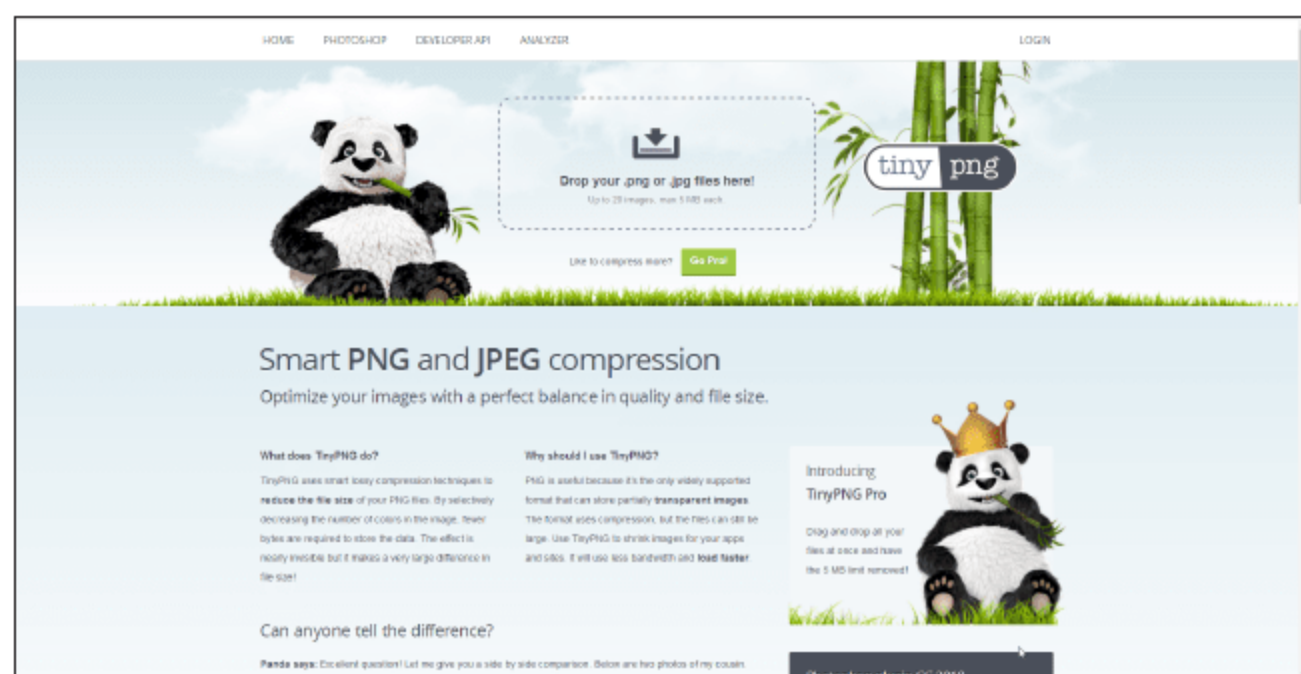 HOME PHOTOSHOP DEVELOPER API ANALYZER LOGIN
Drop your .png or .jpg files here!
Up to 20 images, max 5 MB each.
tiny png
Like to compress more? Go Pro!
Smart PNG and JPEG compression
Optimize your images with a perfect balance in quality and file size.
What does TinyPNG do?
TinyPNG uses smart lossy compression techniques to
reduce the file size of your PNG files. By selectively
decreasing the number of colors in the image, fewer
bytes are required to store the data. The effect is
nearly invisible but it makes a very large difference in
file size!
Why should I use TinyPNG?
PNG is useful because it's the only widely supported
format that can store partially transparent images.
The format uses compression, but the files can still be
large. Use TinyPNG to shrink images for your apps
and sites. It will use less bandwidth and load faster.
Introducing
TinyPNG Pro
Drag and drop all your
files at once and have
the 5 MB limit removed!
Can anyone tell the difference?
Panda says: Excellent question! Let me give you a side by side comparison. Below are two photos of my cousin.